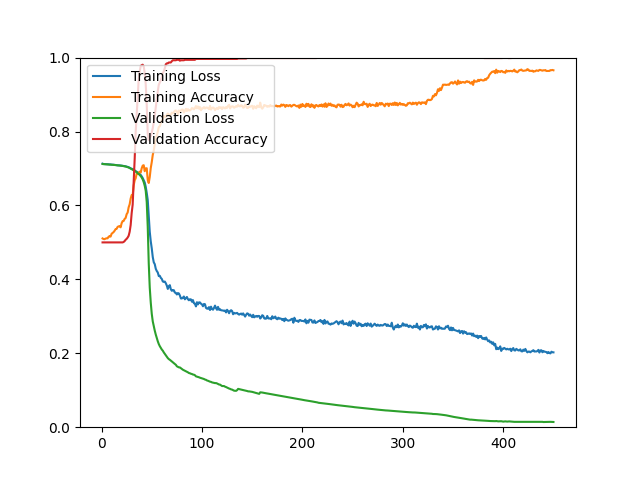 1.0
0.8
0.6
0.4
0.2
0.0
Training Loss
Training Accuracy
Validation Loss
Validation Accuracy
0 100 200 300 400